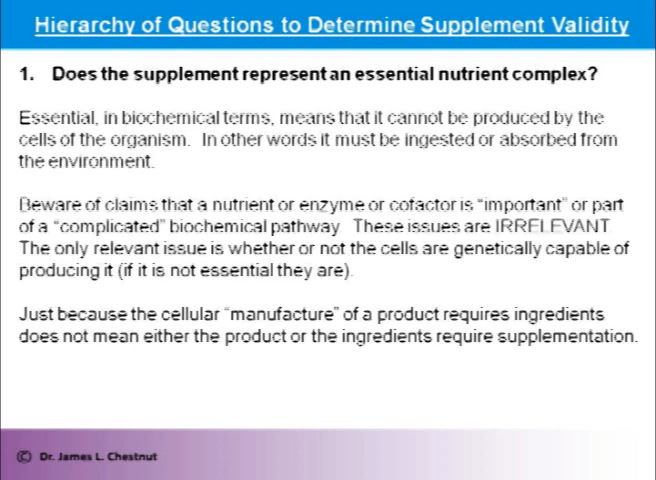 Hierarchy of Questions to Determine Supplement Validity
1. Does the supplement represent an essential nutrient complex?
Essential, in biochemical terms, means that it cannot be produced by the
cells of the organism. In other words it must be ingested or absorbed from
the environment.
Beware of claims that a nutrient or enzyme or cofactor is "important" or part
of a "complicated" biochemical pathway. These issues are IRRELEVANT.
The only relevant issue is whether or not the cells are genetically capable of
producing it (if it is not essential they are).
Just because the cellular "manufacture" of a product requires ingredients
does not mean either the product or the ingredients require supplementation.
© Dr. James L. Chestnut